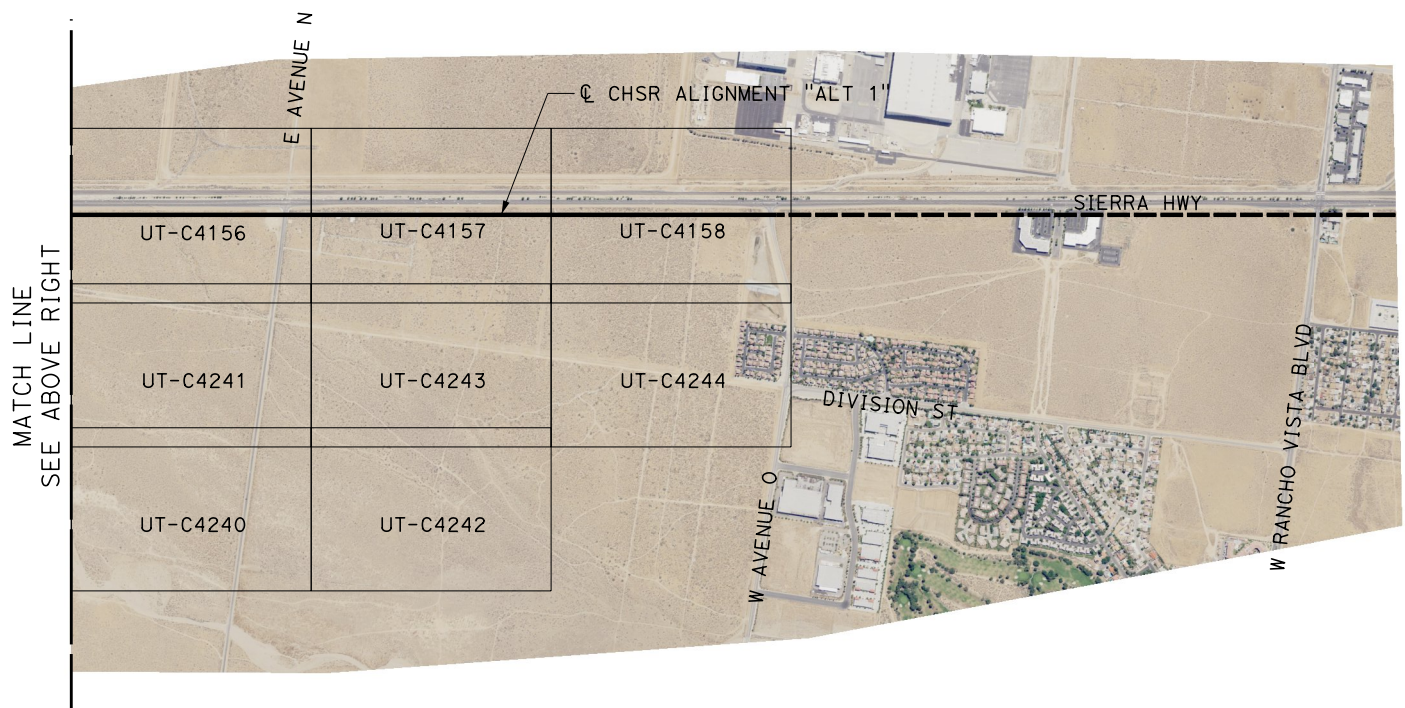 E AVENUE N
℄ CHSR ALIGNMENT "ALT 1"
SIERRA HWY
UT-C4156
UT-C4157
UT-C4158
MATCH LINE
SEE ABOVE RIGHT
UT-C4241
UT-C4243
UT-C4244
DIVISION ST
W RANCHO VISTA BLVD
UT-C4240
UT-C4242
W AVENUE O